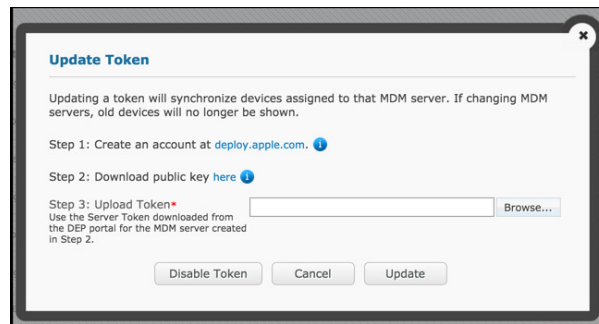 Update Token
Updating a token will synchronize devices assigned to that MDM server. If changing MDM
servers, old devices will no longer be shown.
Step 1: Create an account at deploy.apple.com. i
Step 2: Download public key here i
Step 3: Upload Token*
Browse...
Use the Server Token downloaded from
the DEP portal for the MDM server created
in Step 2.
Disable Token Cancel Update